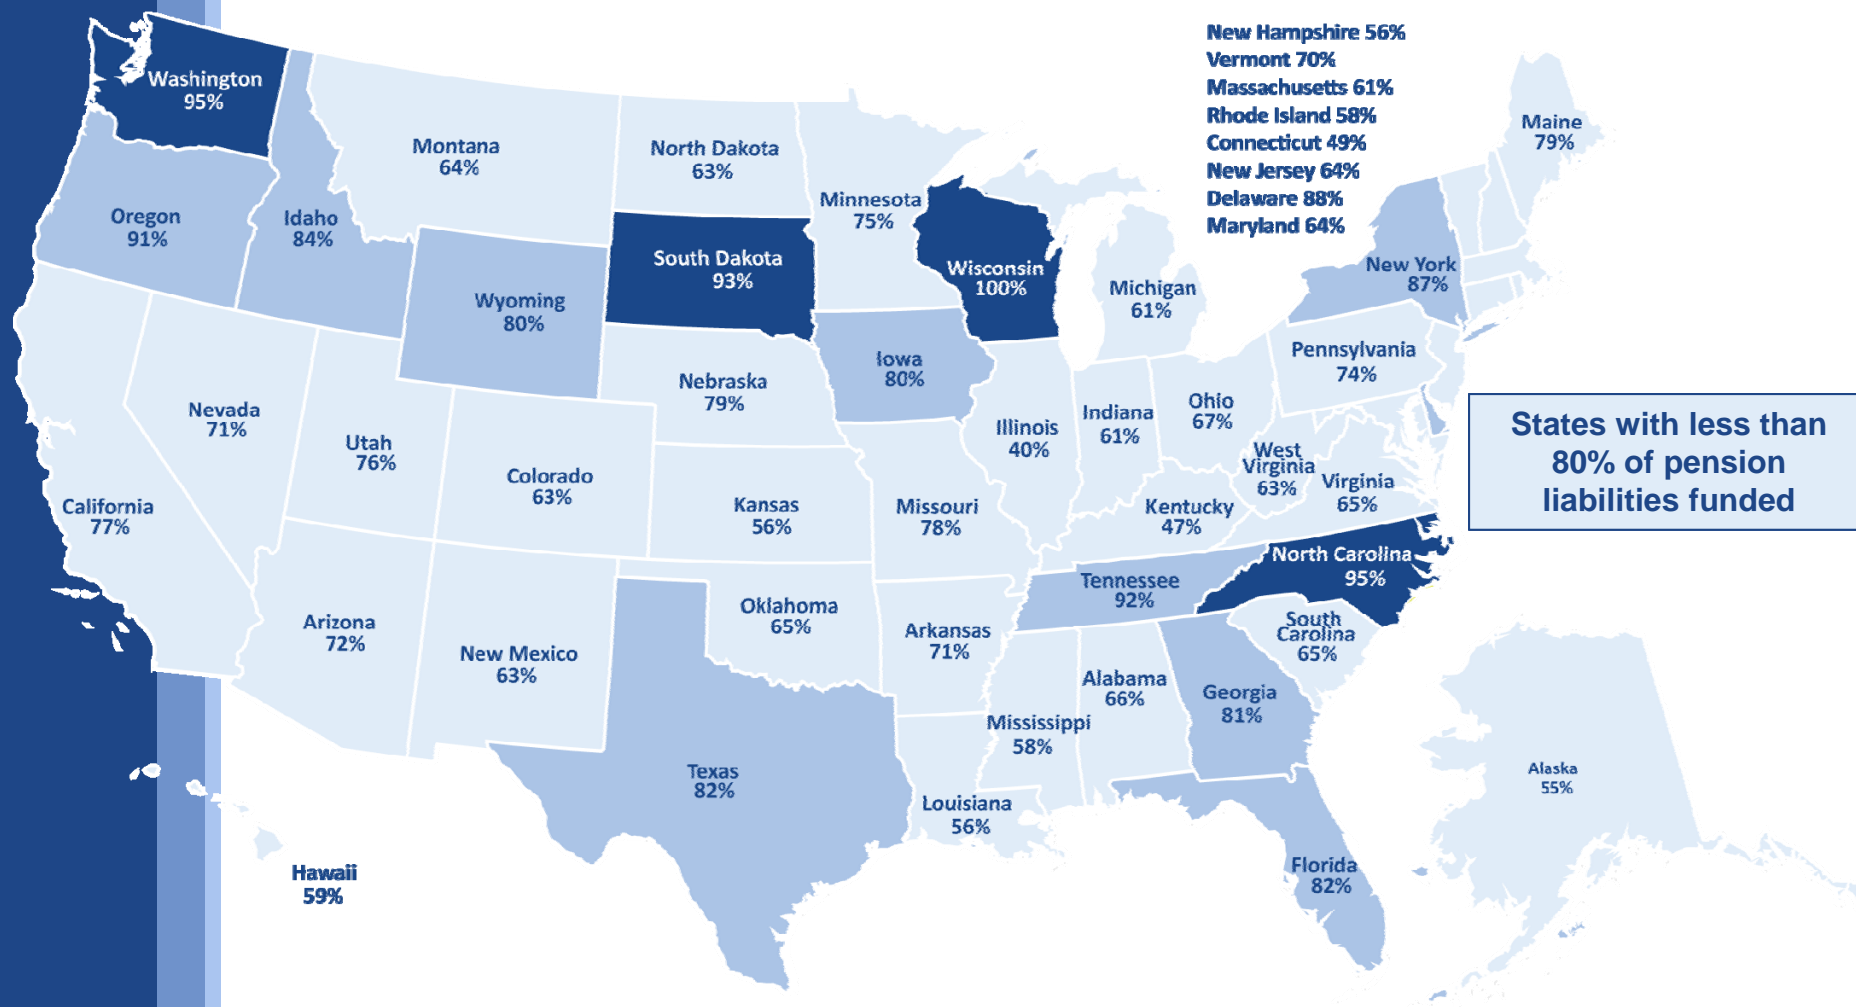 New Hampshire 56%
Vermont 70%
Massachusetts 61%
Rhode Island 58%
Connecticut 49%
New Jersey 64%
Delaware 88%
Maryland 64%
Washington
95%
Oregon
91%
Idaho
84%
Montana
64%
North Dakota
63%
Minnesota
75%
South Dakota
93%
Wisconsin
100%
Michigan
61%
Maine
79%
New York
87%
Wyoming
80%
Iowa
80%
Nebraska
79%
Nevada
71%
Utah
76%
Colorado
63%
California
77%
Kansas
56%
Missouri
78%
Illinois
40%
Indiana
61%
Ohio
67%
Pennsylvania
74%
West
Virginia
63%
Virginia
65%
Kentucky
47%
States with less than
80% of pension
liabilities funded
North Carolina
95%
Tennessee
92%
South
Carolina
65%
Arizona
72%
New Mexico
63%
Oklahoma
65%
Arkansas
71%
Mississippi
58%
Alabama
66%
Georgia
81%
Texas
82%
Louisiana
56%
Florida
82%
Alaska
55%
Hawaii
59%